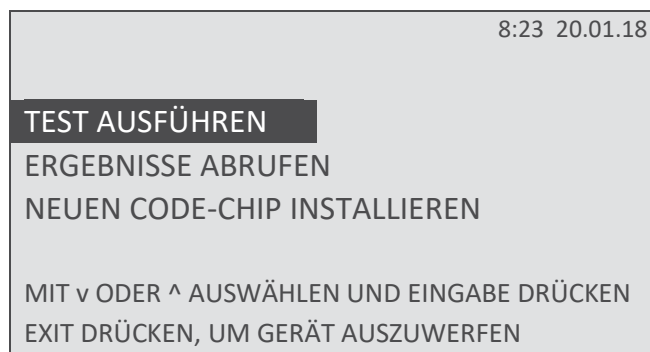 8:23 20.01.18
TEST AUSFÜHREN
ERGEBNISSE ABRUFEN
NEUEN CODE-CHIP INSTALLIEREN
MIT v ODER ^ AUSWÄHLEN UND EINGABE DRÜCKEN
EXIT DRÜCKEN, UM GERÄT AUSZUWERFEN